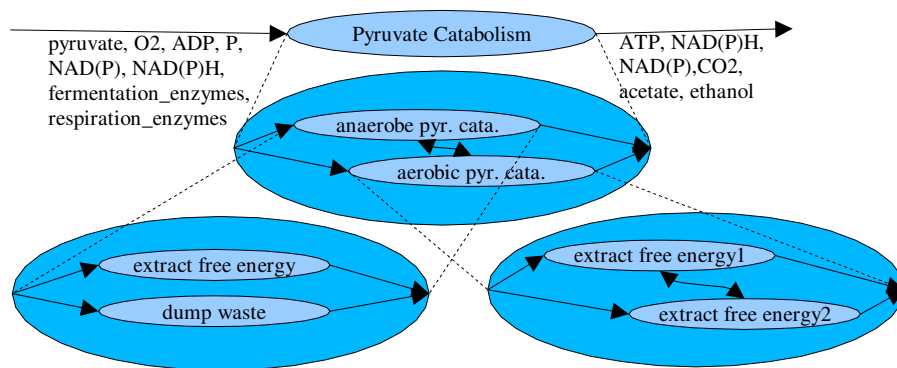 Pyruvate Catabolism
pyruvate, O2, ADP, P,
NAD(P), NAD(P)H,
fermentation_enzymes,
respiration_enzymes
ATP, NAD(P)H,
NAD(P),CO2,
acetate, ethanol
anaerobe pyr. cata.
aerobic pyr. cata.
extract free energy
dump waste
extract free energy1
extract free energy2